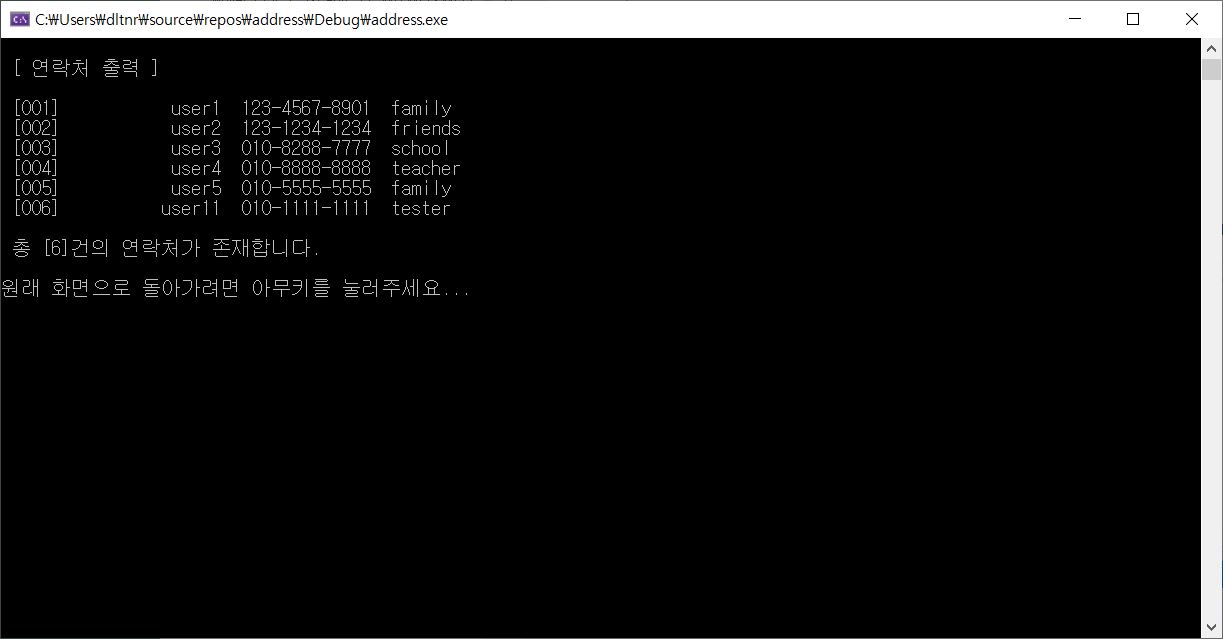 C:\Users\dltnr\source\repos\address\Debug\address.exe
[ 연락처 출력 ]
[001] user1 123-4567-8901 family
[002] user2 123-1234-1234 friends
[003] user3 010-8288-7777 school
[004] user4 010-8888-8888 teacher
[005] user5 010-5555-5555 family
[006] user11 010-1111-1111 tester
총 [6]건의 연락처가 존재합니다.
원래 화면으로 돌아가려면 아무키를 눌러주세요...